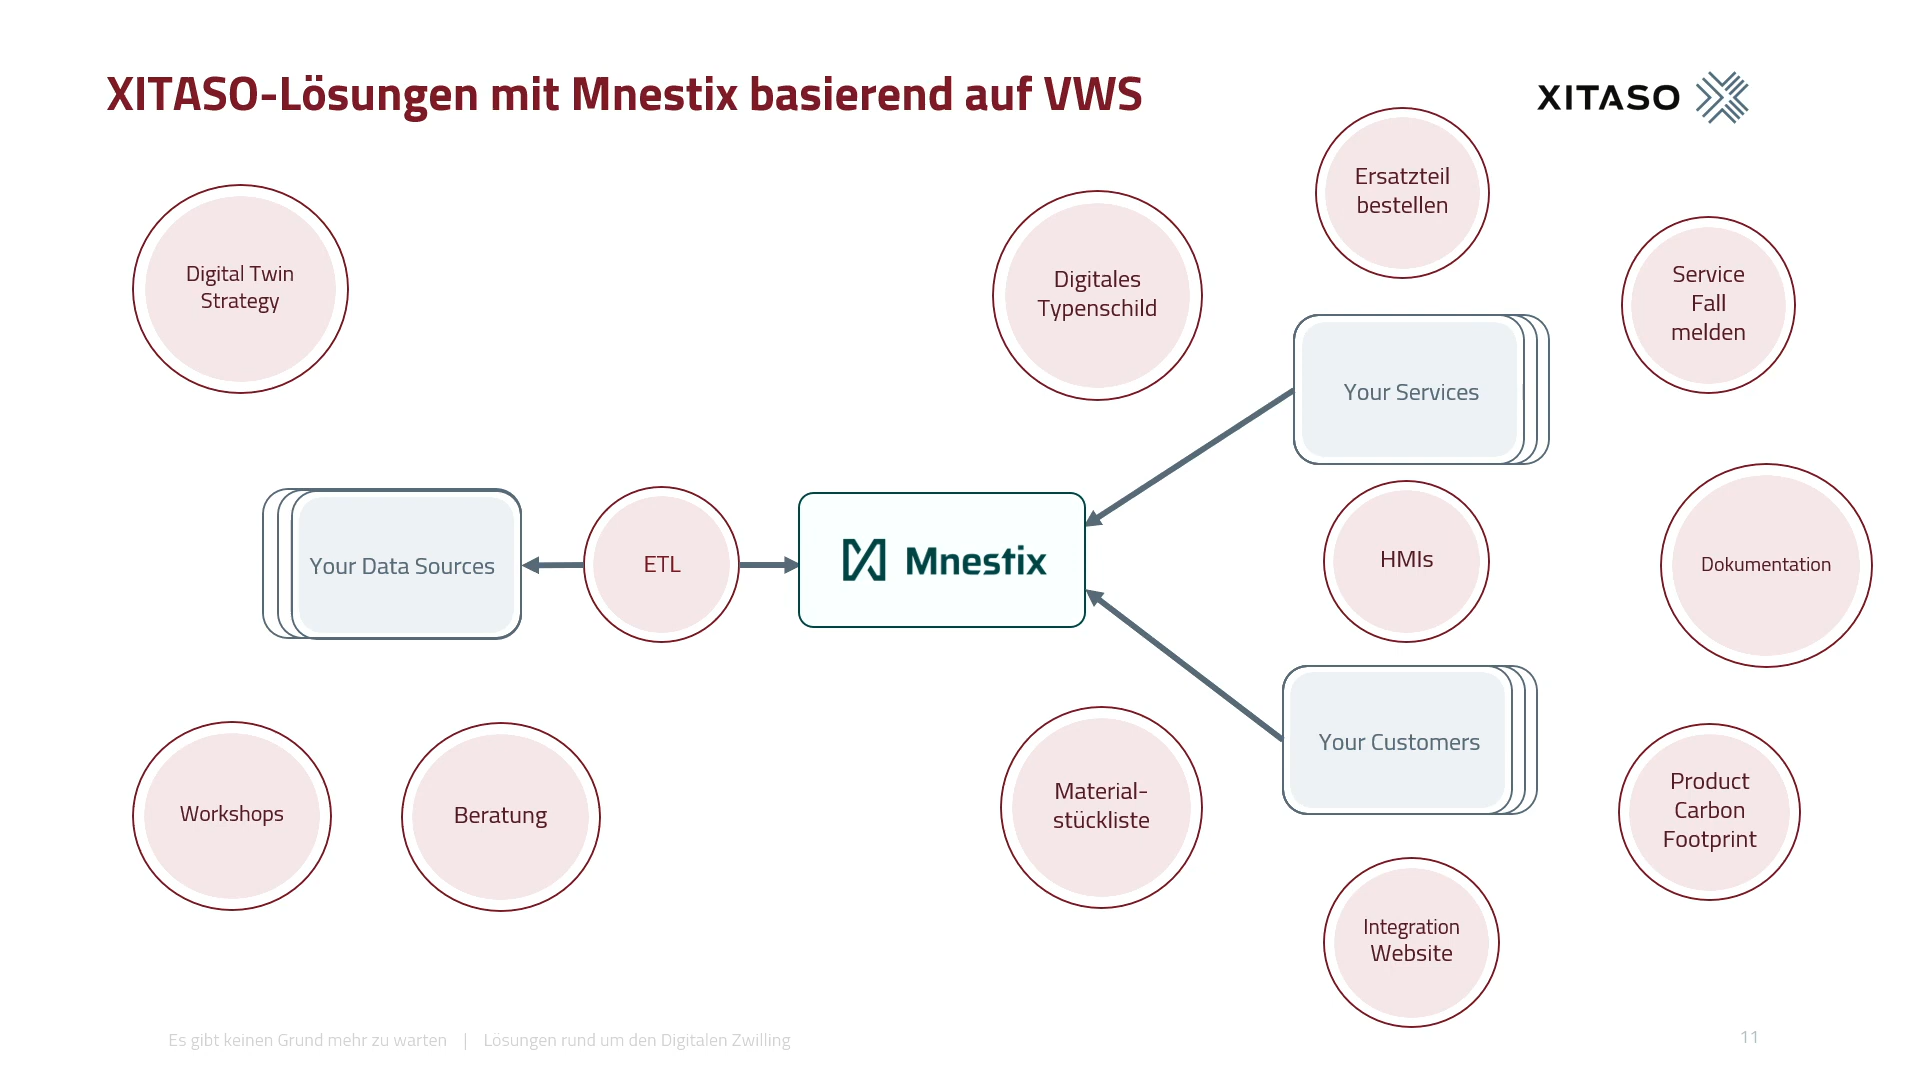 XITASO-Lösungen mit Mnestix basierend auf VWS
XITASO
Ersatzteil
bestellen
Digital Twin
Strategy
Digitales
Typenschild
Service
Fall
melden
Your Services
Your Data Sources
ETL
Mnestix
HMIs
Dokumentation
Your Customers
Workshops
Beratung
Material-
stückliste
Product
Carbon
Footprint
Integration
Website
Es gibt keinen Grund mehr zu warten | Lösungen rund um den Digitalen Zwilling
11